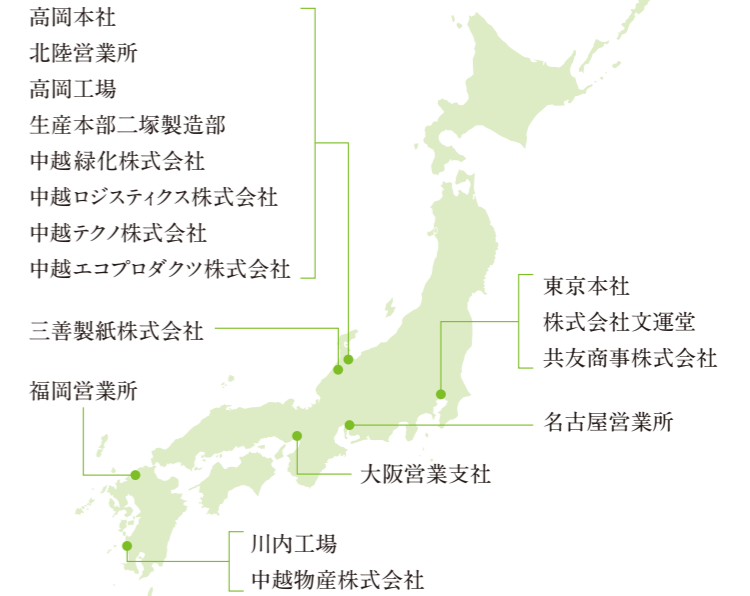 高岡本社
北陸営業所
高岡工場
生産本部二塚製造部
中越緑化株式会社
中越ロジスティクス株式会社
中越テクノ株式会社
中越エコプロダクツ株式会社
三善製紙株式会社
福岡営業所
東京本社
株式会社文運堂
共友商事株式会社
名古屋営業所
大阪営業支社
川内工場
中越物産株式会社